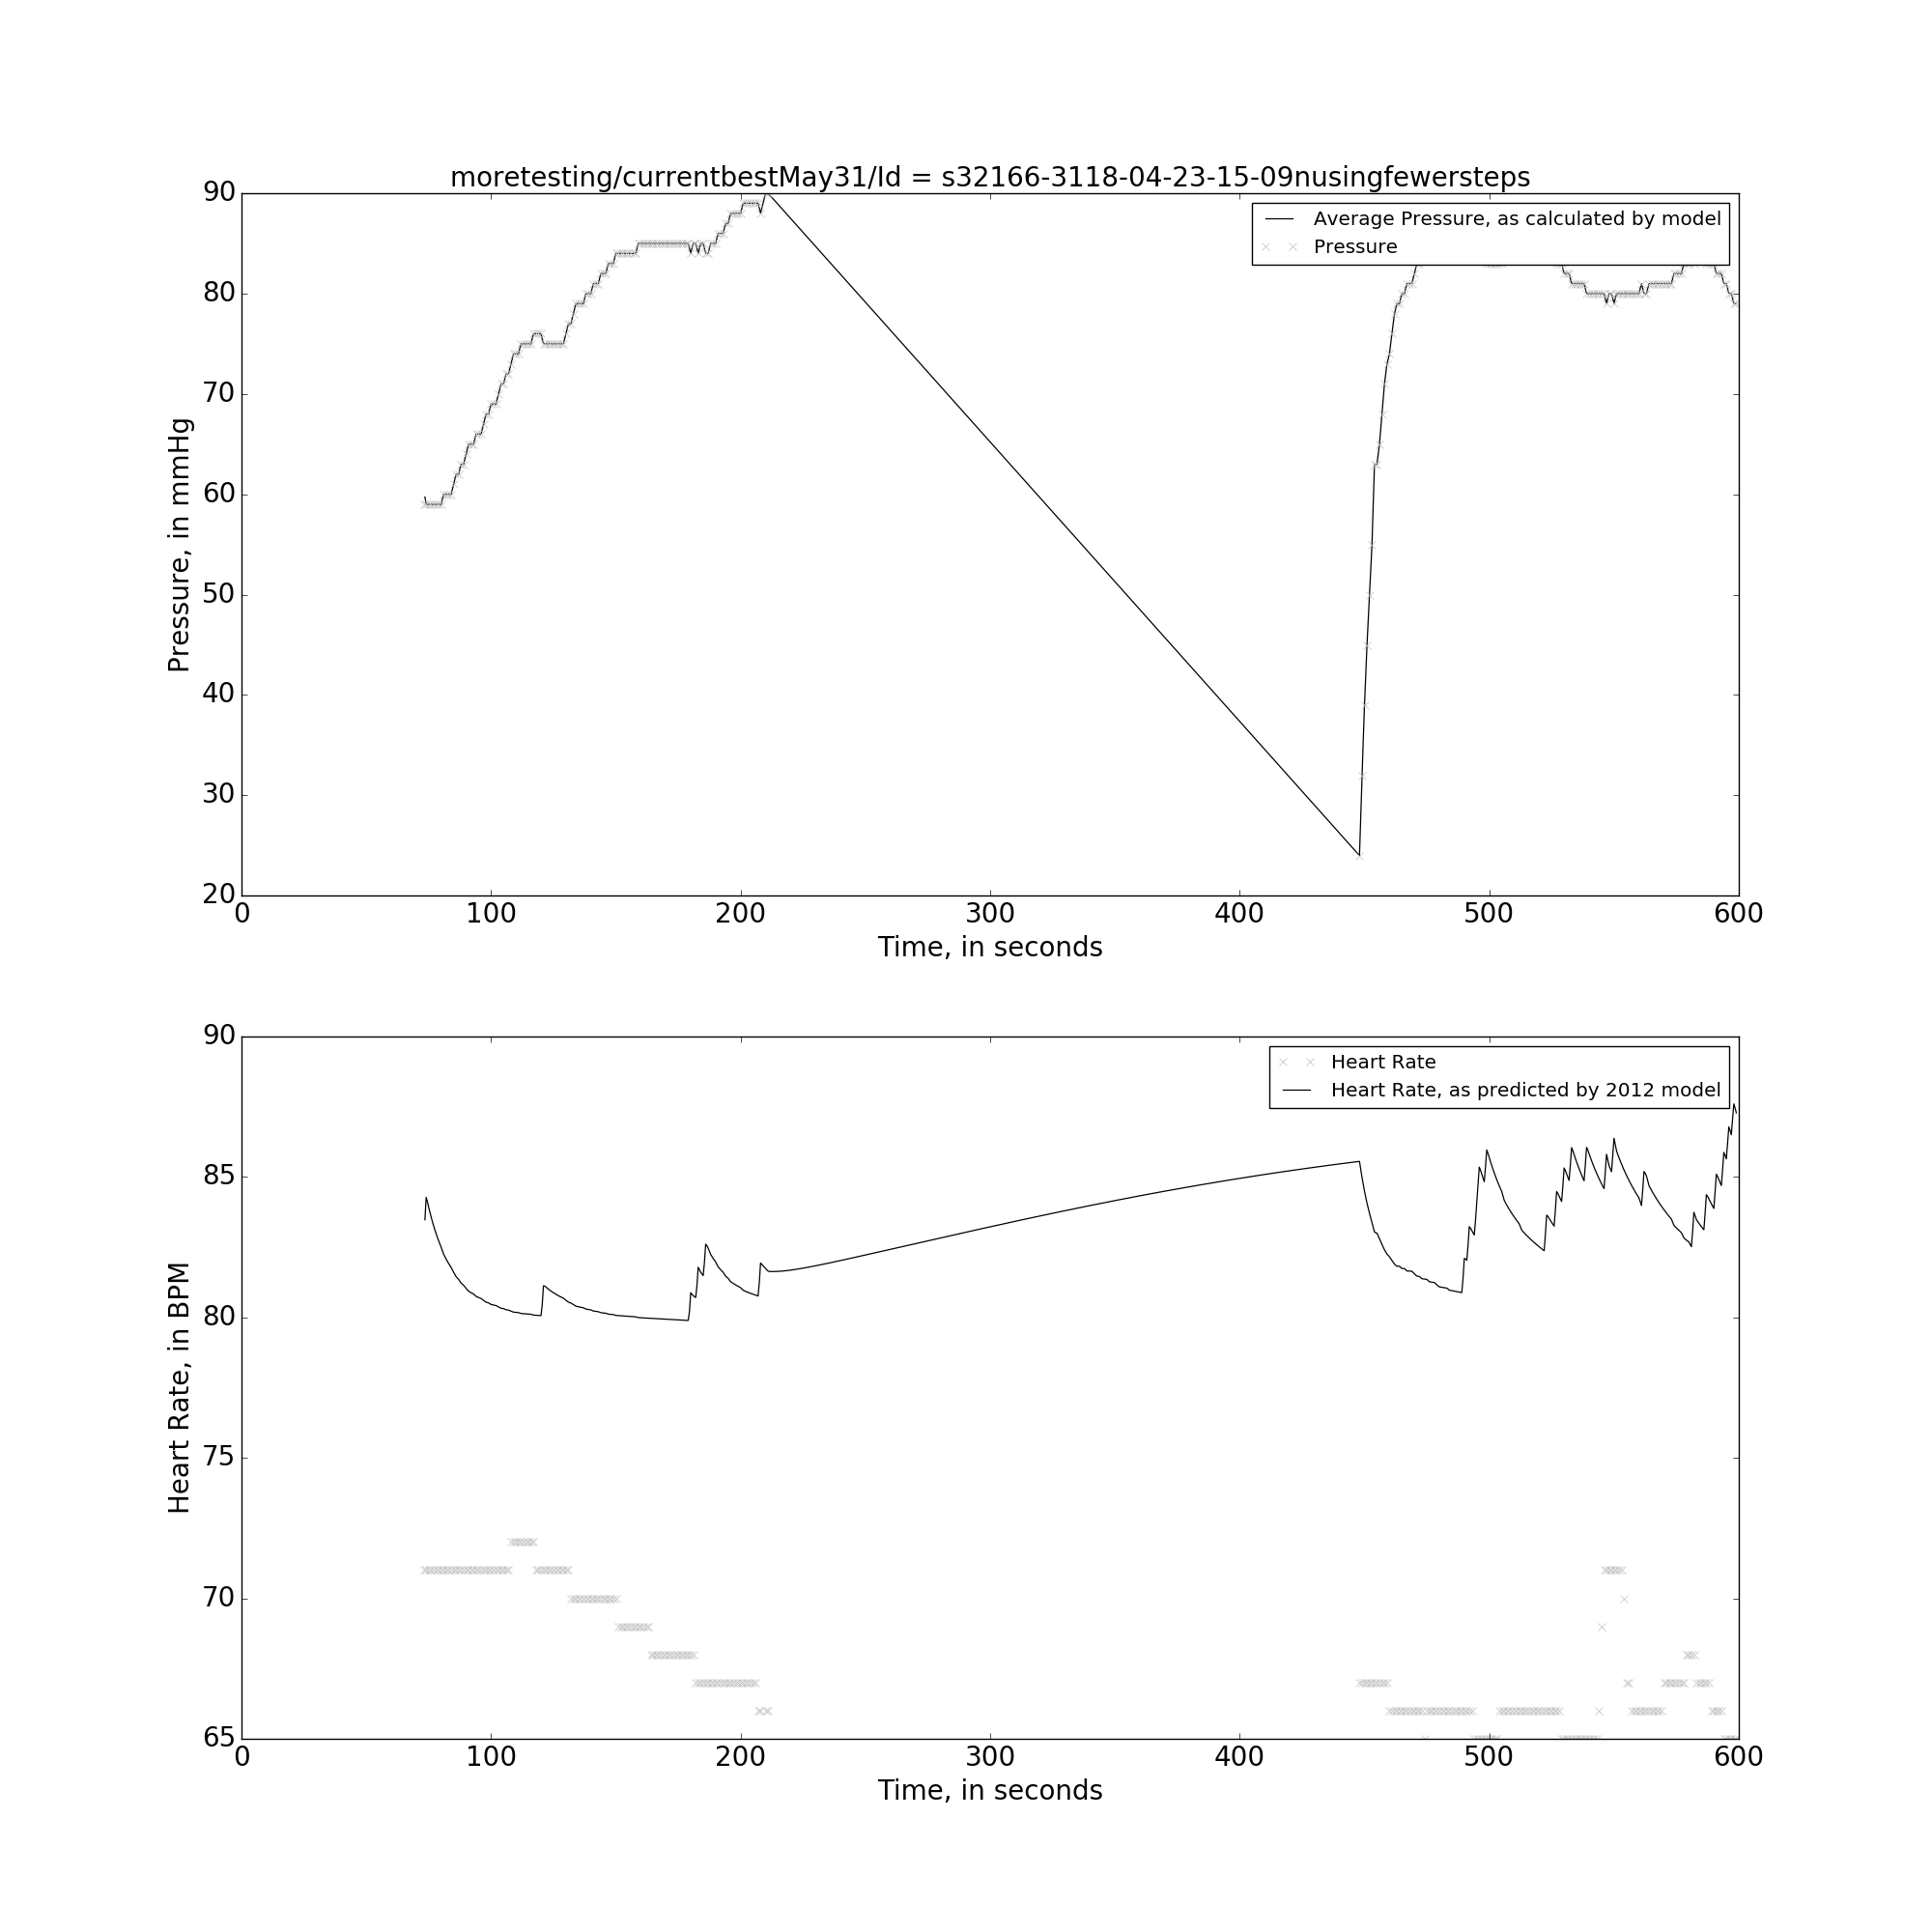 moretesting/currentbestMay31/Id = s32166-3118-04-23-15-09nusingfewersteps
90
80
70
60
50
40
30
20
Pressure, in mmHg
Average Pressure, as calculated by model
Pressure
0 100 200 300 400 500 600
Time, in seconds
90
85
80
75
70
65
Heart Rate, in BPM
Heart Rate
Heart Rate, as predicted by 2012 model
0 100 200 300 400 500 600
Time, in seconds